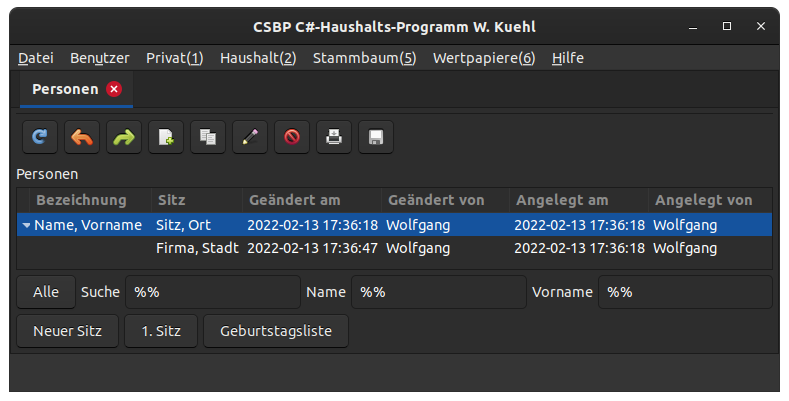 CSBP C#-Haushalts-Programm W. Kuehl
Datei Benutzer Privat(1) Haushalt(2) Stammbaum(5) Wertpapiere(6) Hilfe
Personen
Personen
Bezeichnung Sitz Geändert am Geändert von Angelegt am Angelegt von
Name, Vorname Sitz, Ort 2022-02-13 17:36:18 Wolfgang 2022-02-13 17:36:18 Wolfgang
Firma, Stadt 2022-02-13 17:36:47 Wolfgang 2022-02-13 17:36:18 Wolfgang
Alle Suche %% Name %% Vorname %%
Neuer Sitz 1. Sitz Geburtstagsliste